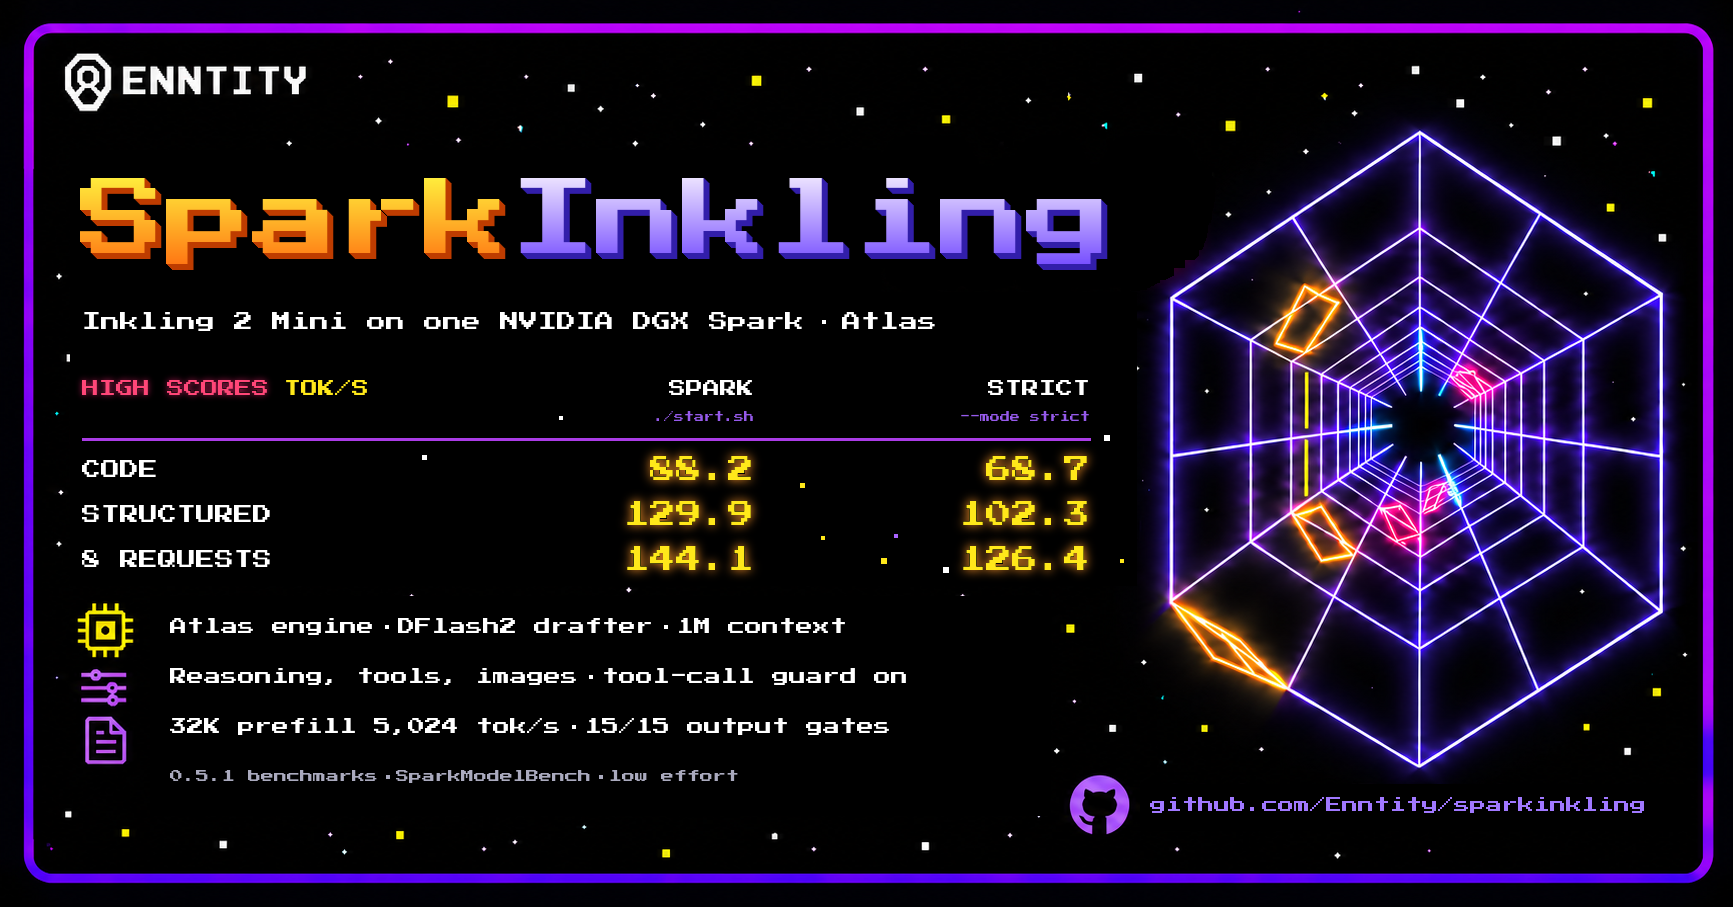 ENNTITY
SparkInkling
Inkling 2 Mini on one NVIDIA DGX Spark · Atlas
HIGH SCORES TOK/S SPARK STRICT
./start.sh --mode strict
CODE 88.2 68.7
STRUCTURED 129.9 102.3
8 REQUESTS 144.1 126.4
Atlas engine · DFlash2 drafter · 1M context
Reasoning, tools, images · tool-call guard on
32K prefill 5,024 tok/s · 15/15 output gates
0.5.1 benchmarks · SparkModelBench · low effort
github.com/Enntity/sparkinkling